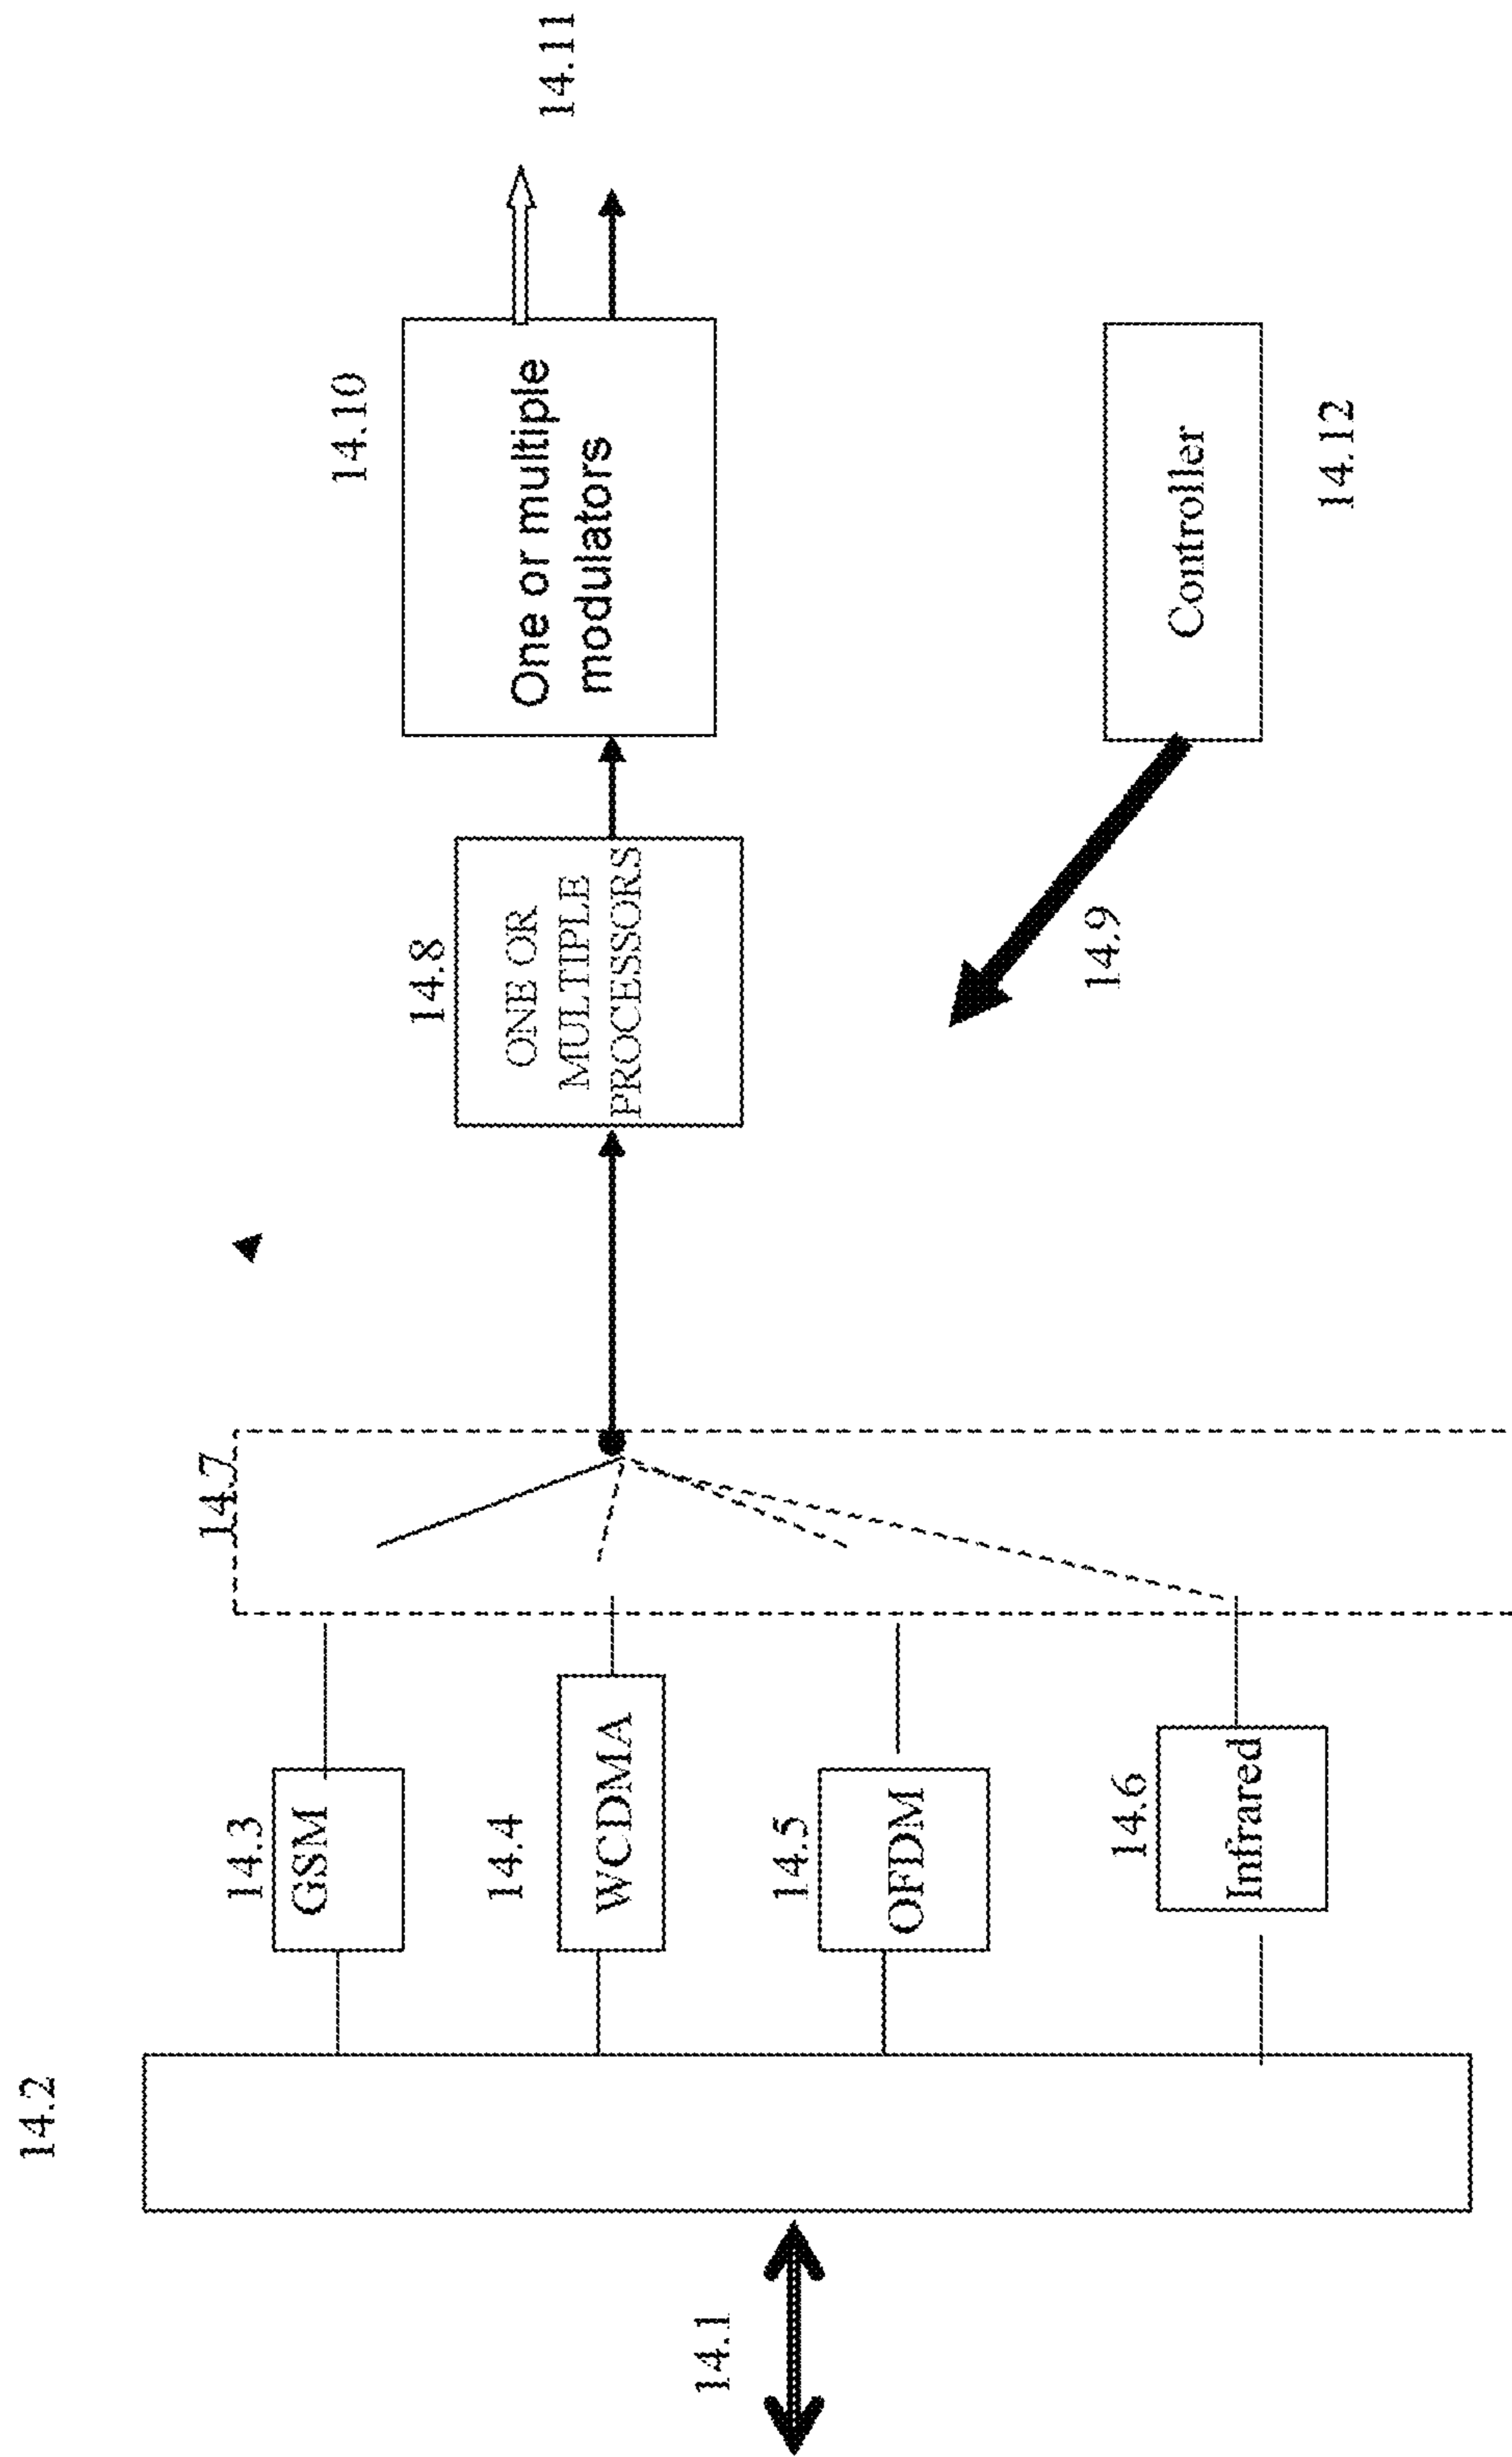 14.1
14.2
14.3
GSM
14.4
WCDMA
14.5
OFDM
14.6
Infrared
14.7
14.8
ONE OR
MULTIPLE
PROCESSORS
14.9
14.10
One or multiple
modulators
14.11
Controller
14.12